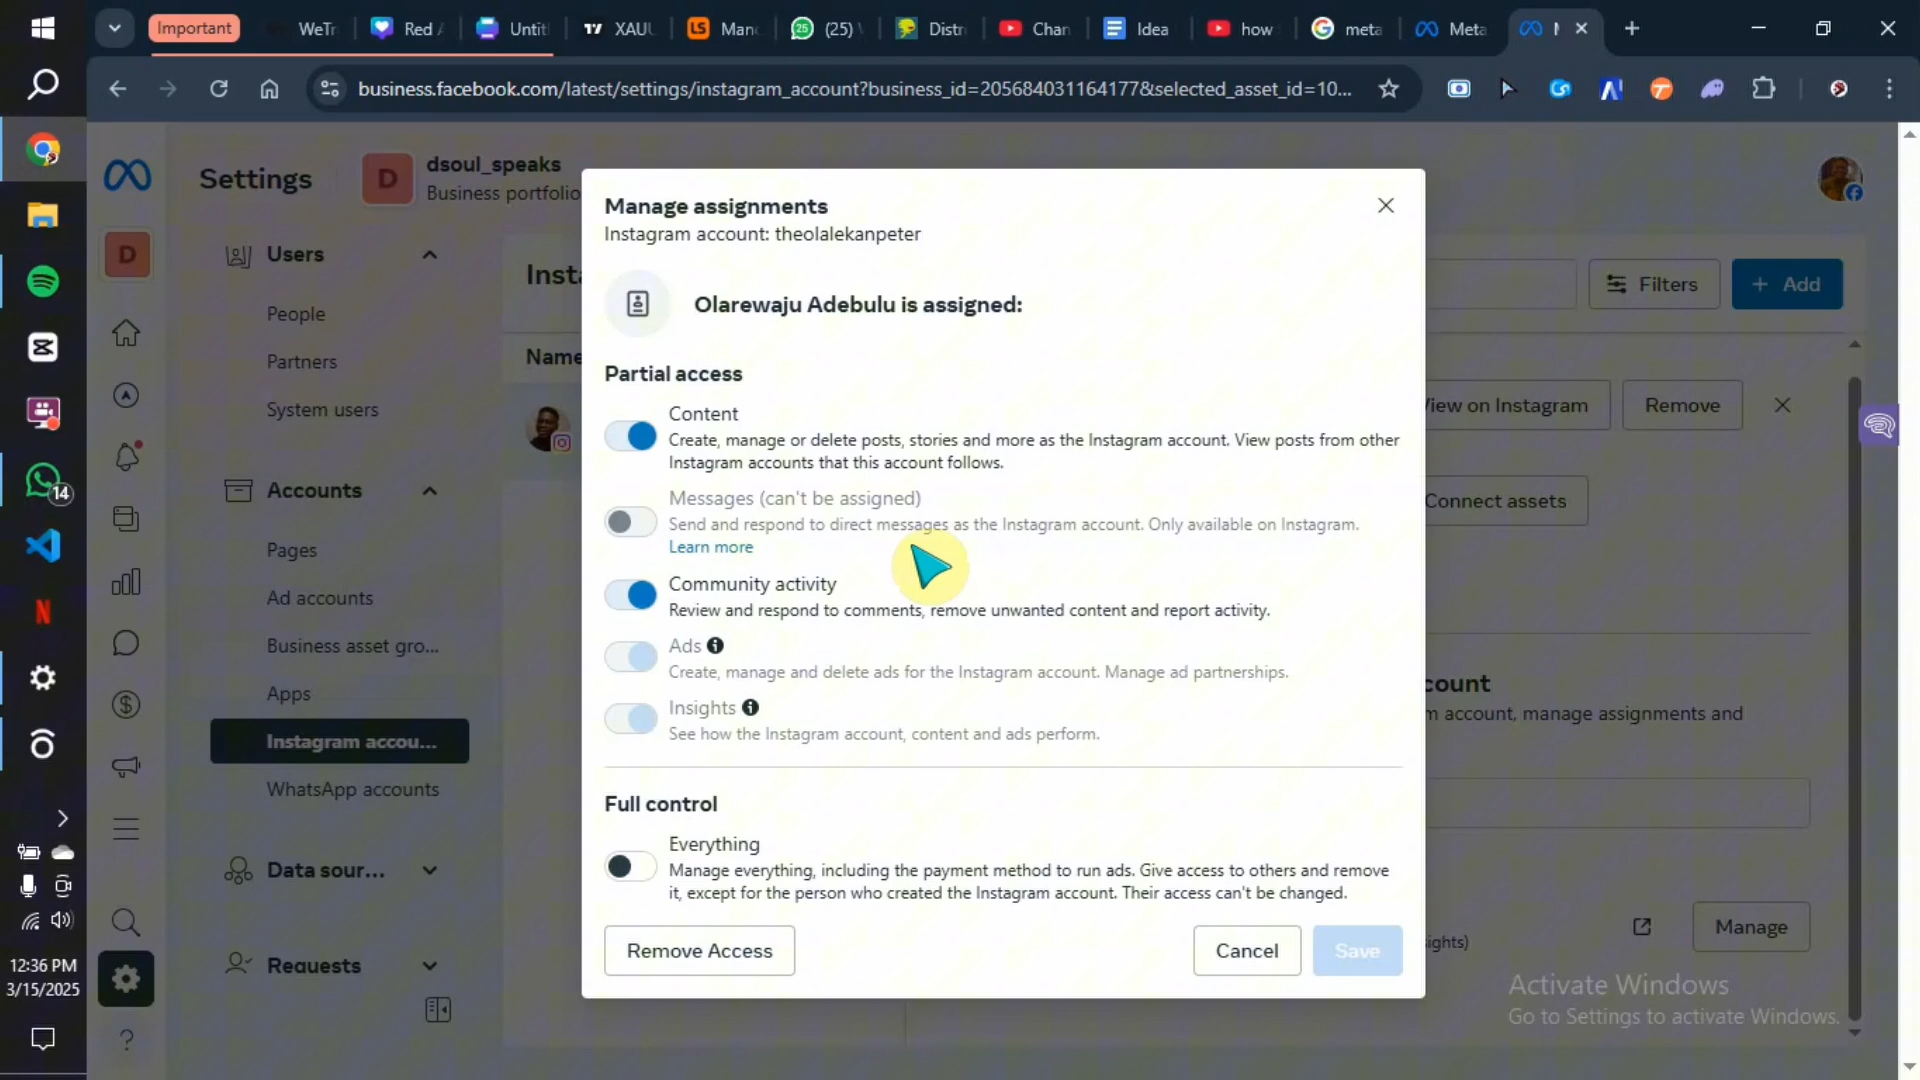 Important
WeTr
Red A
Untit
XAUU
Manc
(25)
Distr
Chan
Idea
how
meta
Meta
business.facebook.com/latest/settings/instagram_account?business_id=205684031164177&selected_asset_id=10...
Settings
D
dsoul_speaks
Business portfolio
D
Users
People
Partners
System users
Accounts
Pages
Ad accounts
Business asset gro...
Apps
Instagram accou...
WhatsApp accounts
Data sour...
Requests
Insta
Name
Filters
+ Add
View on Instagram
Remove
Connect assets
count
m account, manage assignments and
ights)
Manage
Manage assignments
Instagram account: theolalekanpeter
Olarewaju Adebulu is assigned:
Partial access
Content
Create, manage or delete posts, stories and more as the Instagram account. View posts from other
Instagram accounts that this account follows.
Messages (can't be assigned)
Send and respond to direct messages as the Instagram account. Only available on Instagram.
Learn more
Community activity
Review and respond to comments, remove unwanted content and report activity.
Ads
Create, manage and delete ads for the Instagram account. Manage ad partnerships.
Insights
See how the Instagram account, content and ads perform.
Full control
Everything
Manage everything, including the payment method to run ads. Give access to others and remove
it, except for the person who created the Instagram account. Their access can't be changed.
Remove Access
Cancel
Save
Activate Windows
Go to Settings to activate Windows.
14
12:36 PM
3/15/2025